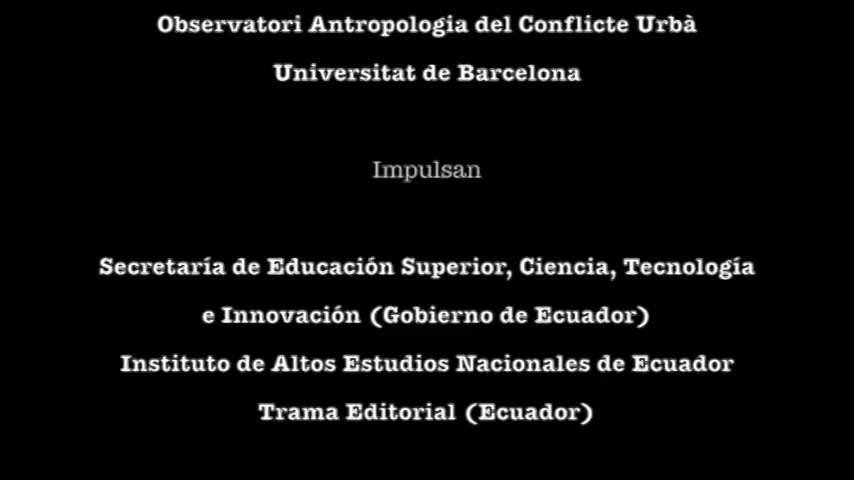 Observatori Antropologia del Conflicte Urbà
Universitat de Barcelona
Impulsan
Secretaría de Educación Superior, Ciencia, Tecnología
e Innovación (Gobierno de Ecuador)
Instituto de Altos Estudios Nacionales de Ecuador
Trama Editorial (Ecuador)